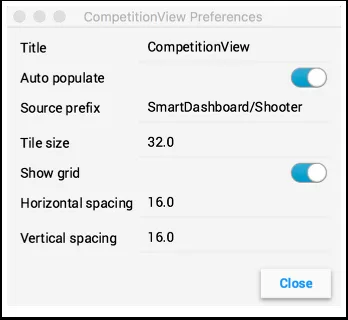 CompetitionView Preferences
Title CompetitionView
Auto populate
Source prefix SmartDashboard/Shooter
Tile size 32.0
Show grid
Horizontal spacing 16.0
Vertical spacing 16.0
Close